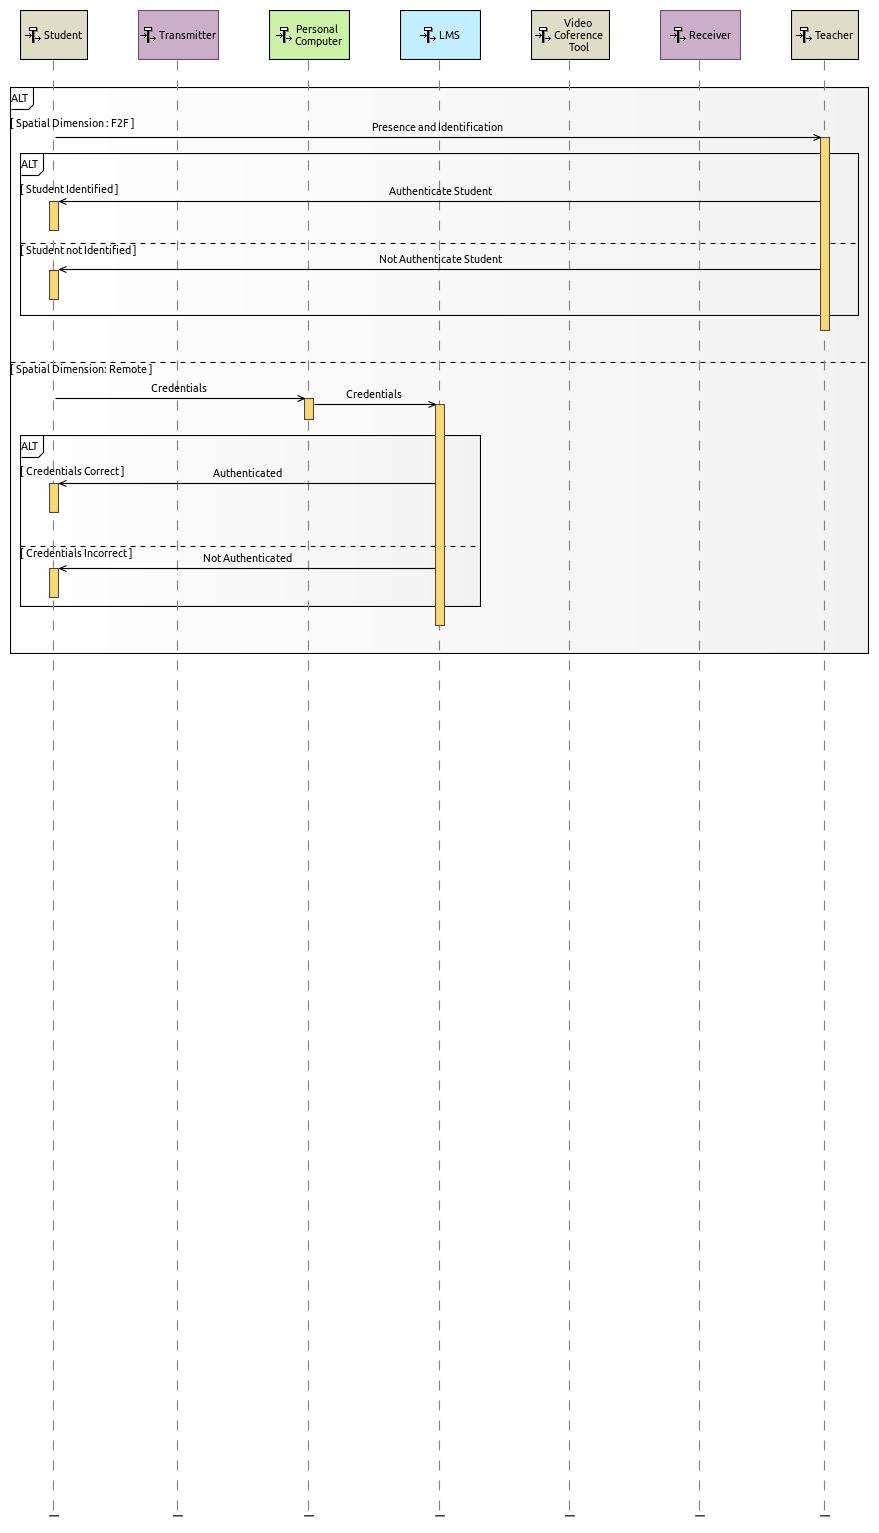 Student
Transmitter
Personal
Computer
LMS
Video
Coference
Tool
Receiver
Teacher
ALT
[ Spatial Dimension : F2F ]
Presence and Identification
ALT
[ Student Identified ]
Authenticate Student
[ Student not Identified ]
Not Authenticate Student
[ Spatial Dimension: Remote ]
Credentials
Credentials
ALT
[ Credentials Correct ]
Authenticated
[ Credentials Incorrect ]
Not Authenticated